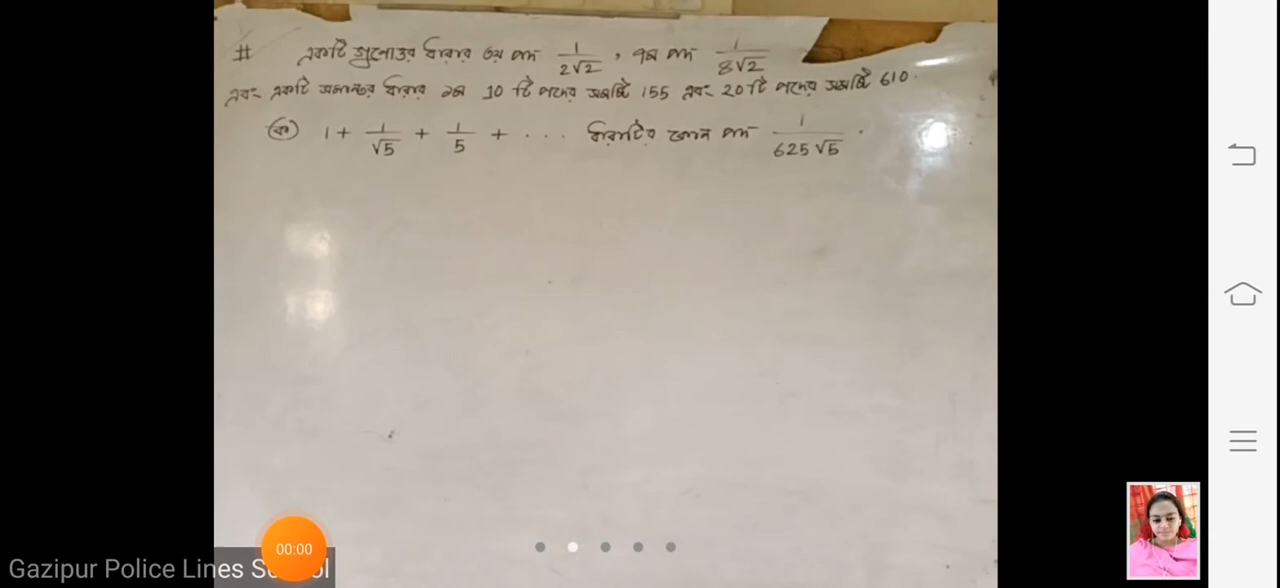 # একটি গুনোত্তর ধারার ৩য় পদ 1/2√2 , ৭ম পদ 1/8√2
এবং একটি সমান্তর ধারার ১ম 10 টি পদের সমষ্টি 155 এবং 20 টি পদের সমষ্টি 610.
(ক) 1 + 1/√5 + 1/5 + ... ধারাটির কোন পদ 1/625√5 .
00:00
Gazipur Police Lines S